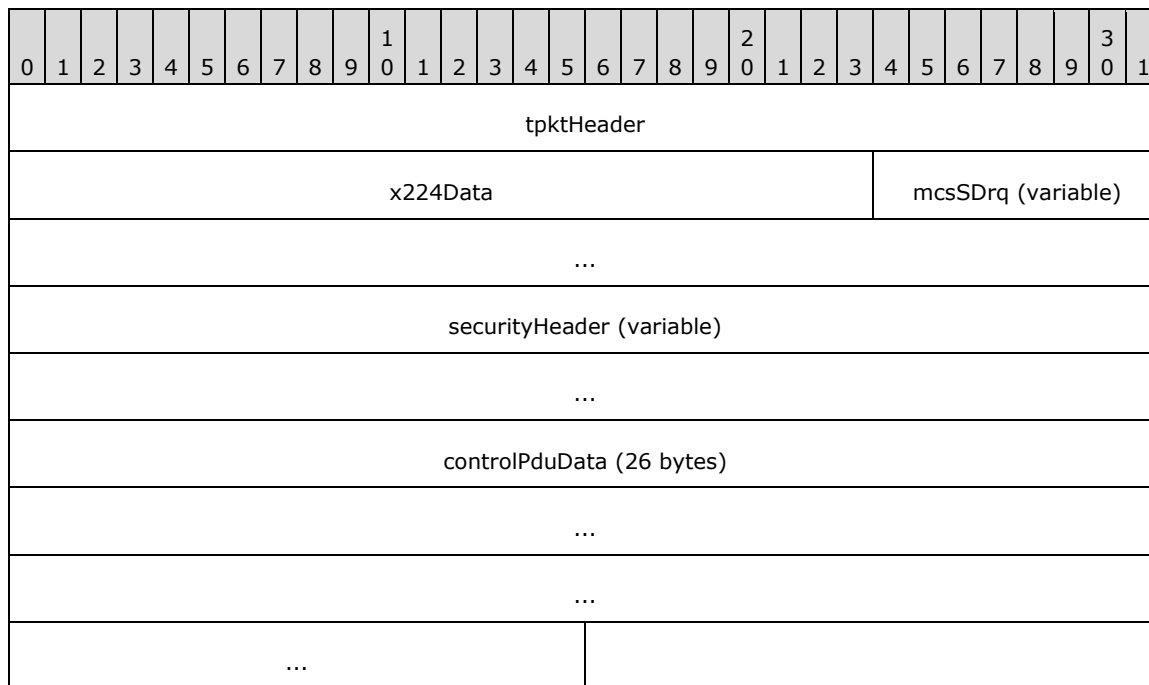 1 2 3
0 1 2 3 4 5 6 7 8 9 0 1 2 3 4 5 6 7 8 9 0 1 2 3 4 5 6 7 8 9 0 1
tpktHeader
x224Data mcsSDrq (variable)
...
securityHeader (variable)
...
controlPduData (26 bytes)
...
...
...